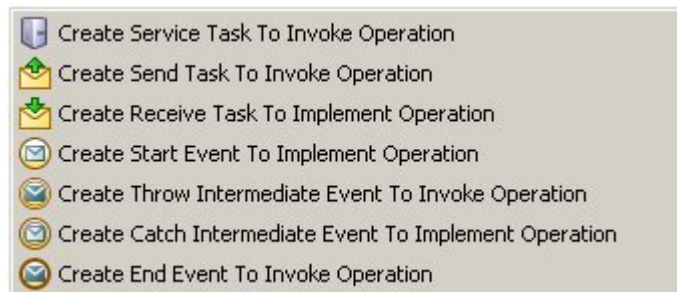 Create Service Task To Invoke Operation
Create Send Task To Invoke Operation
Create Receive Task To Implement Operation
Create Start Event To Implement Operation
Create Throw Intermediate Event To Invoke Operation
Create Catch Intermediate Event To Implement Operation
Create End Event To Invoke Operation